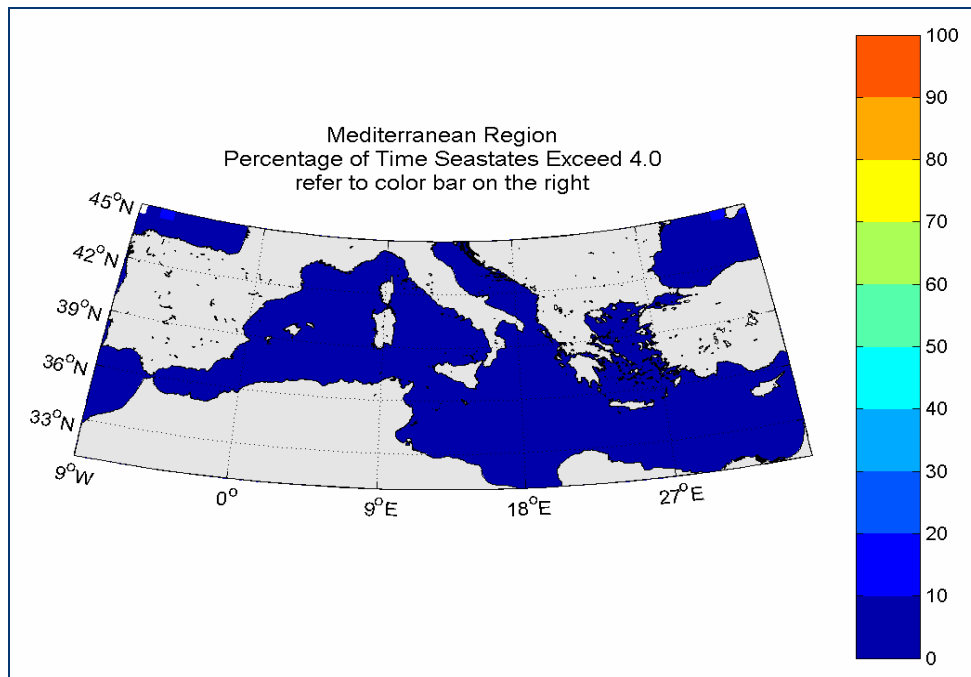 Mediterranean Region
Percentage of Time Seastates Exceed 4.0
refer to color bar on the right
45°N
42°N
39°N
36°N
33°N
9°W
0°
9°E
18°E
27°E
100
90
80
70
60
50
40
30
20
10
0